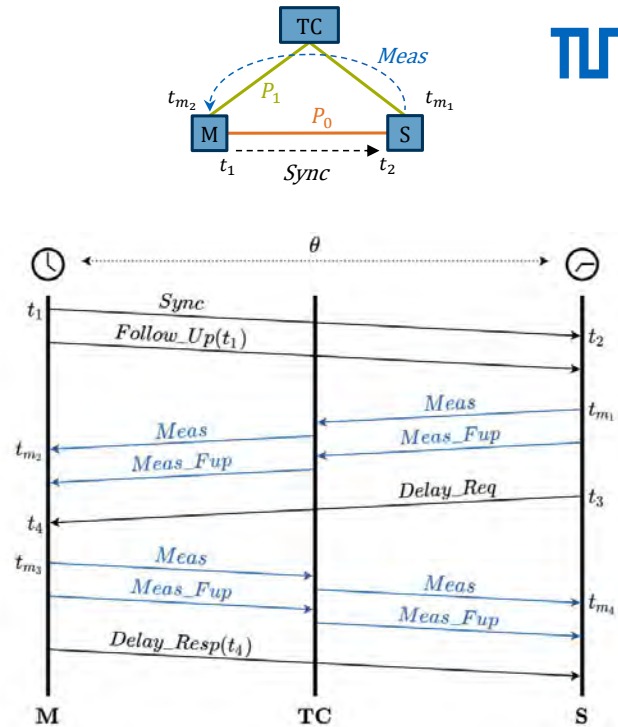 TC
TU
Meas
t_{m_2}
P_1
t_{m_1}
M
P_0
S
t_1
Sync
t_2
θ
t_1
Sync
t_2
Follow_Up(t_1)
Meas
t_{m_1}
Meas
t_{m_2}
Meas_Fup
Meas_Fup
Delay_Req
t_3
t_4
t_{m_3}
Meas
Meas
t_{m_4}
Meas_Fup
Meas_Fup
Delay_Resp(t_4)
M
TC
S